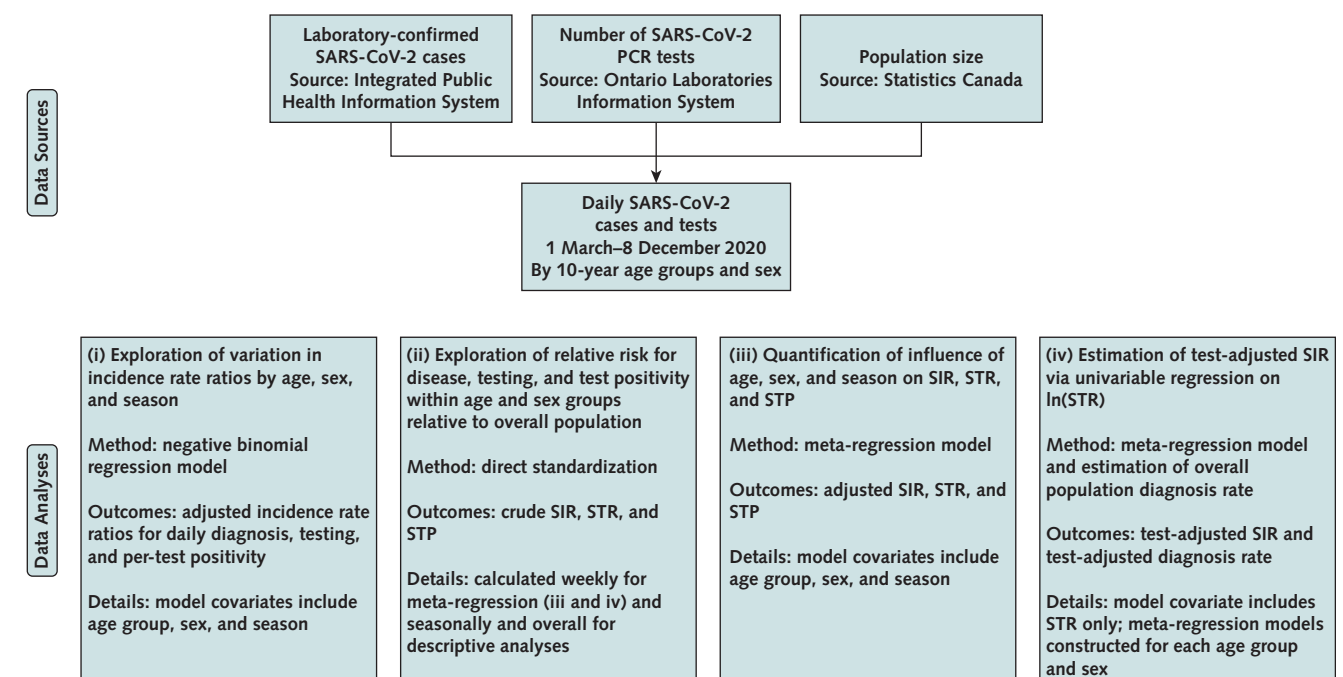 Data Sources
Laboratory-confirmed
SARS-CoV-2 cases
Source: Integrated Public
Health Information System
Number of SARS-CoV-2
PCR tests
Source: Ontario Laboratories
Information System
Population size
Source: Statistics Canada
Daily SARS-CoV-2
cases and tests
1 March–8 December 2020
By 10-year age groups and sex
Data Analyses
(i) Exploration of variation in
incidence rate ratios by age, sex,
and season
Method: negative binomial
regression model
Outcomes: adjusted incidence rate
ratios for daily diagnosis, testing,
and per-test positivity
Details: model covariates include
age group, sex, and season
(ii) Exploration of relative risk for
disease, testing, and test positivity
within age and sex groups
relative to overall population
Method: direct standardization
Outcomes: crude SIR, STR, and
STP
Details: calculated weekly for
meta-regression (iii and iv) and
seasonally and overall for
descriptive analyses
(iii) Quantification of influence of
age, sex, and season on SIR, STR,
and STP
Method: meta-regression model
Outcomes: adjusted SIR, STR, and
STP
Details: model covariates include
age group, sex, and season
(iv) Estimation of test-adjusted SIR
via univariable regression on
ln(STR)
Method: meta-regression model
and estimation of overall
population diagnosis rate
Outcomes: test-adjusted SIR and
test-adjusted diagnosis rate
Details: model covariate includes
STR only; meta-regression models
constructed for each age group
and sex